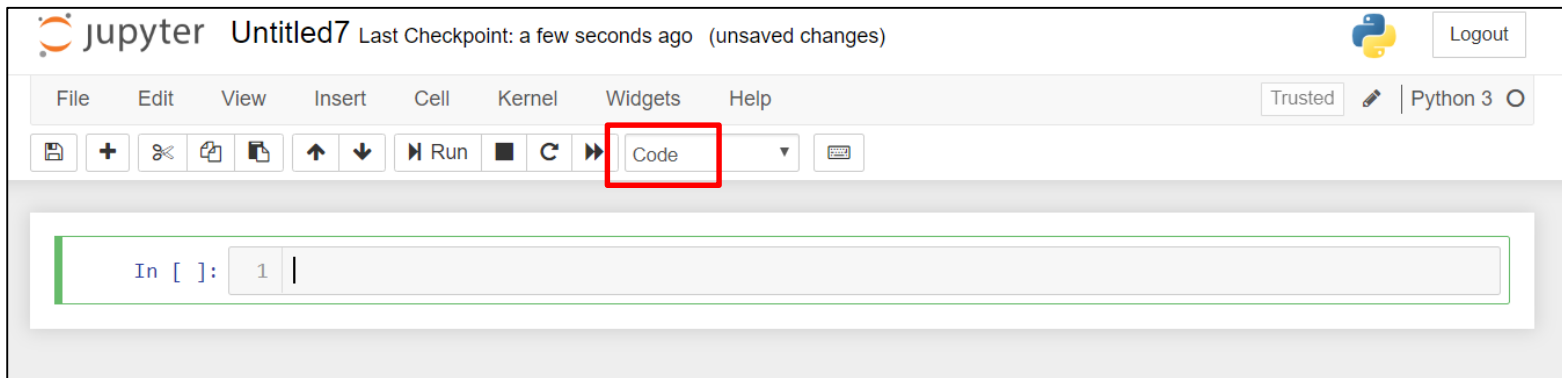 jupyter Untitled7 Last Checkpoint: a few seconds ago (unsaved changes) Logout
File Edit View Insert Cell Kernel Widgets Help Trusted Python 3
Run Code
In [ ]: 1